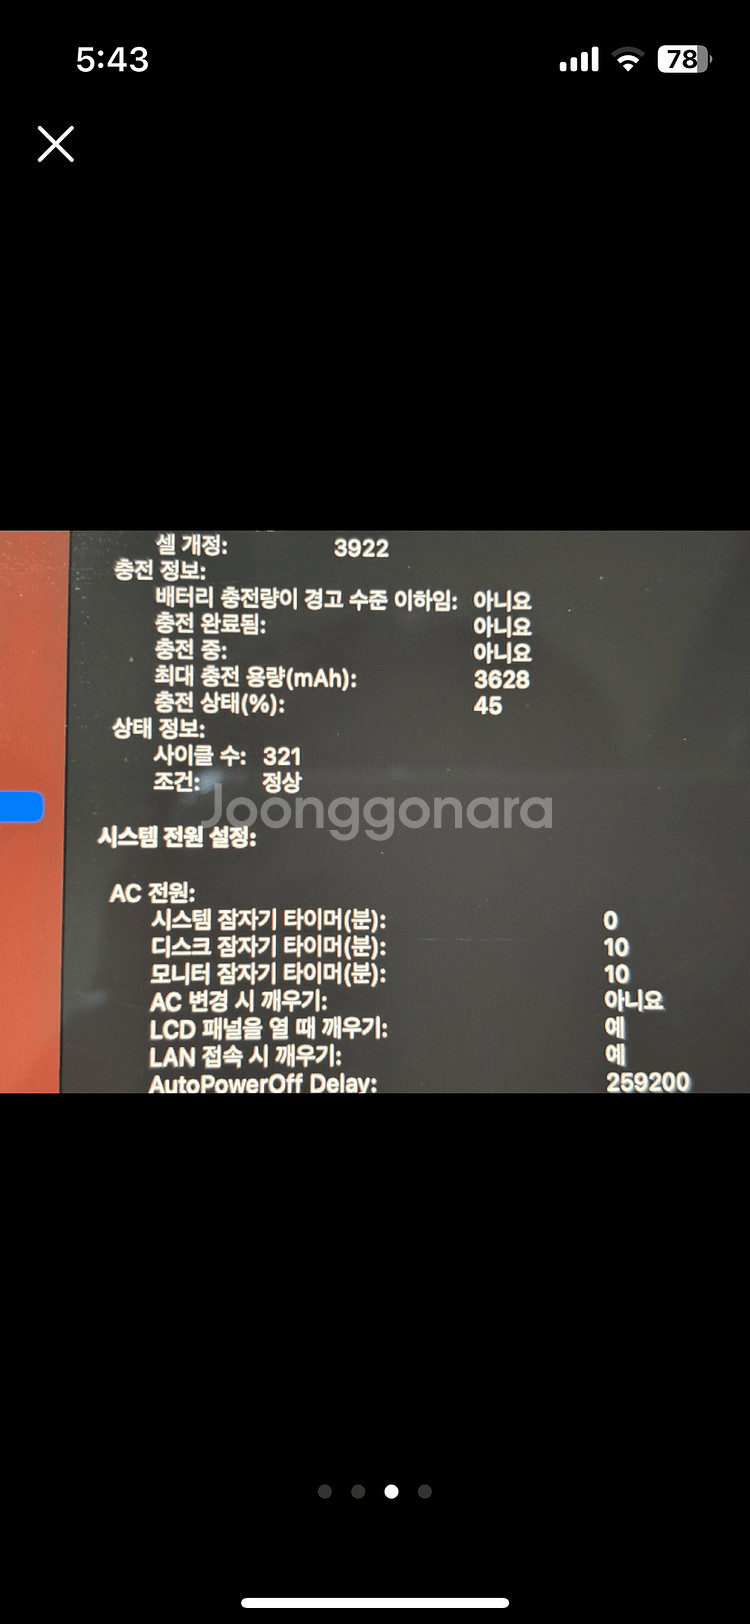 5:43
78
셀 개정: 3922
충전 정보:
배터리 충전량이 경고 수준 이하임: 아니요
충전 완료됨: 아니요
충전 중: 아니요
최대 충전 용량(mAh): 3628
충전 상태(%): 45
상태 정보:
사이클 수: 321
조건: 정상
Joonggonara
시스템 전원 설정:
AC 전원:
시스템 잠자기 타이머(분): 0
디스크 잠자기 타이머(분): 10
모니터 잠자기 타이머(분): 10
AC 변경 시 깨우기: 아니요
LCD 패널을 열 때 깨우기: 예
LAN 접속 시 깨우기: 예
AutoPowerOff Delay: 259200